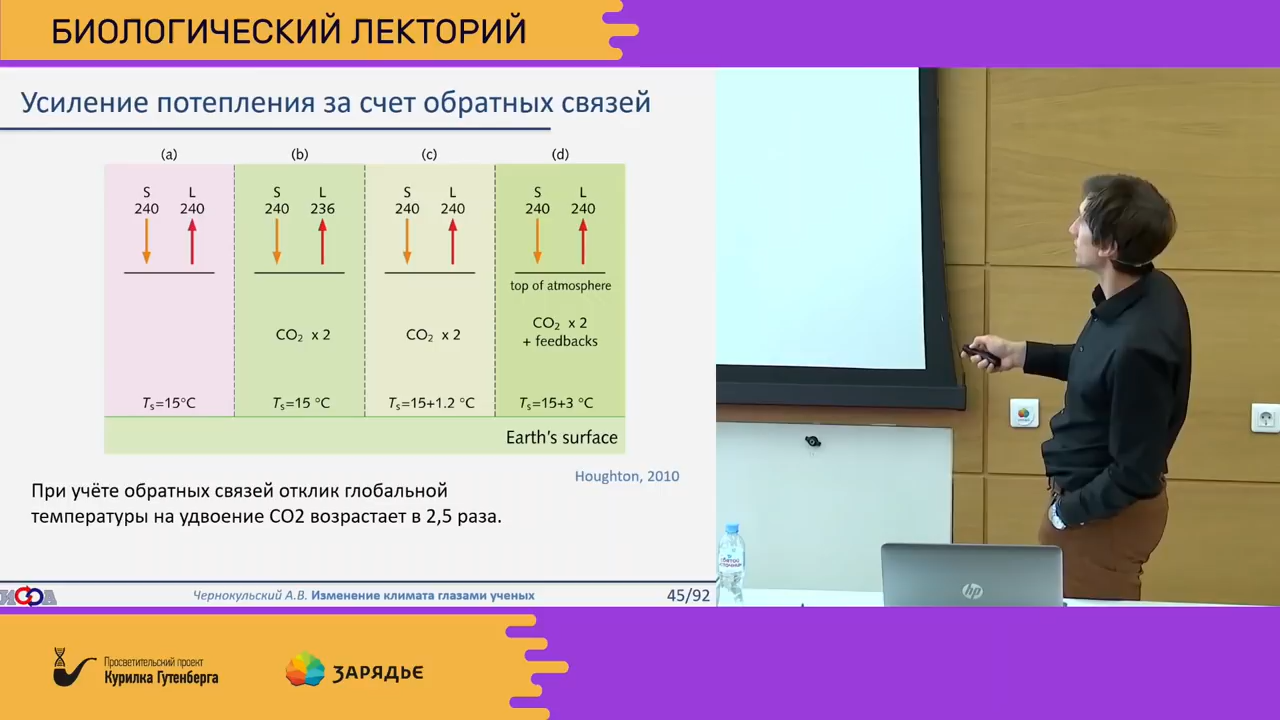 БИОЛОГИЧЕСКИЙ ЛЕКТОРИЙ
Усиление потепления за счет обратных связей
(a) (b) (c) (d)
S L S L S L S L
240 240 240 236 240 240 240 240
top of atmosphere
CO₂ x 2 CO₂ x 2 CO₂ x 2
+ feedbacks
Tₛ=15°C Tₛ=15 °C Tₛ=15+1.2 °C Tₛ=15+3 °C
Earth's surface
Houghton, 2010
При учёте обратных связей отклик глобальной
температуры на удвоение CO2 возрастает в 2,5 раза.
ИФА Чернокульский А.В. Изменение климата глазами ученых 45/92
hp
Просветительский проект
Курилка Гутенберга
ЗАРЯДЬЕ